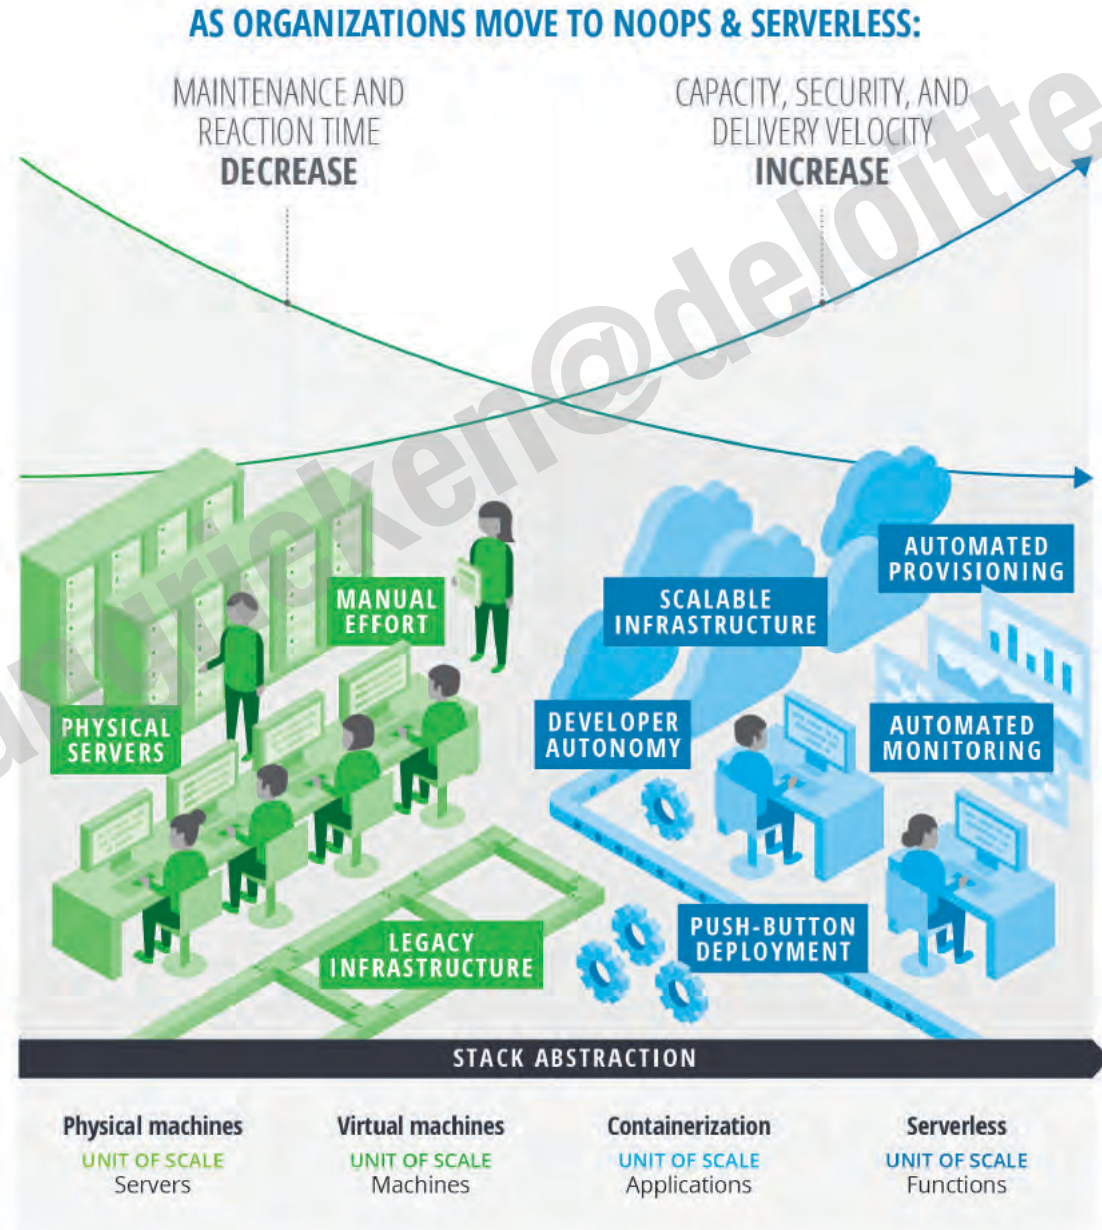 AS ORGANIZATIONS MOVE TO NOOPS & SERVERLESS:
MAINTENANCE AND
REACTION TIME
DECREASE
CAPACITY, SECURITY, AND
DELIVERY VELOCITY
INCREASE
MANUAL
EFFORT
PHYSICAL
SERVERS
LEGACY
INFRASTRUCTURE
SCALABLE
INFRASTRUCTURE
AUTOMATED
PROVISIONING
DEVELOPER
AUTONOMY
AUTOMATED
MONITORING
PUSH-BUTTON
DEPLOYMENT
STACK ABSTRACTION
Physical machines
UNIT OF SCALE
Servers
Virtual machines
UNIT OF SCALE
Machines
Containerization
UNIT OF SCALE
Applications
Serverless
UNIT OF SCALE
Functions